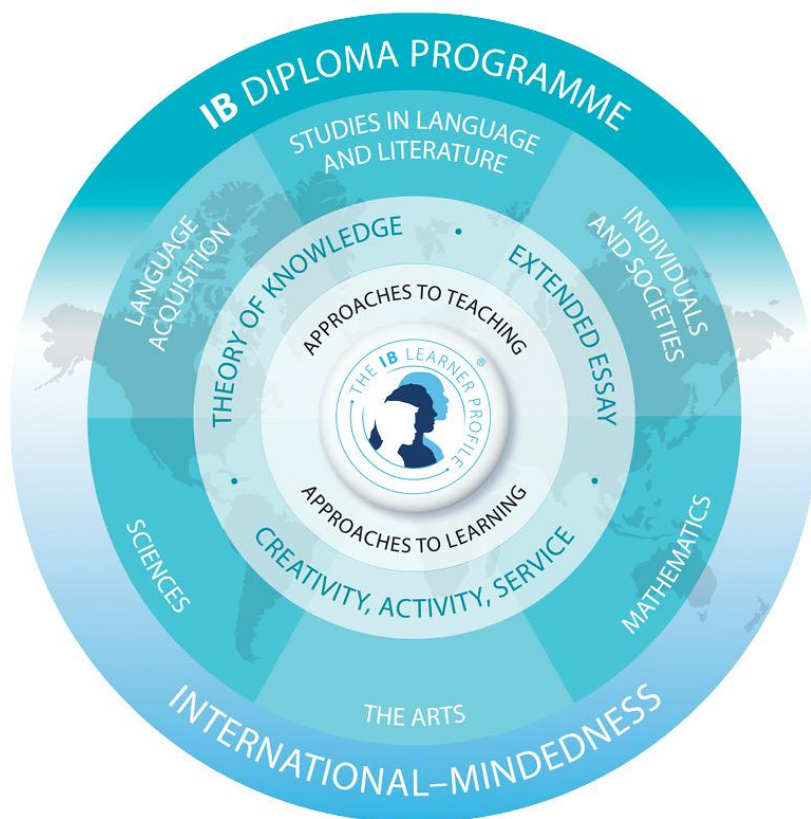 IB DIPLOMA PROGRAMME
STUDIES IN LANGUAGE
AND LITERATURE
LANGUAGE
ACQUISITION
INDIVIDUALS
AND SOCIETIES
THEORY OF KNOWLEDGE
•
EXTENDED ESSAY
APPROACHES TO TEACHING
• THE IB LEARNER PROFILE •
®
APPROACHES TO LEARNING
•
•
CREATIVITY, ACTIVITY, SERVICE
SCIENCES
MATHEMATICS
THE ARTS
INTERNATIONAL–MINDEDNESS